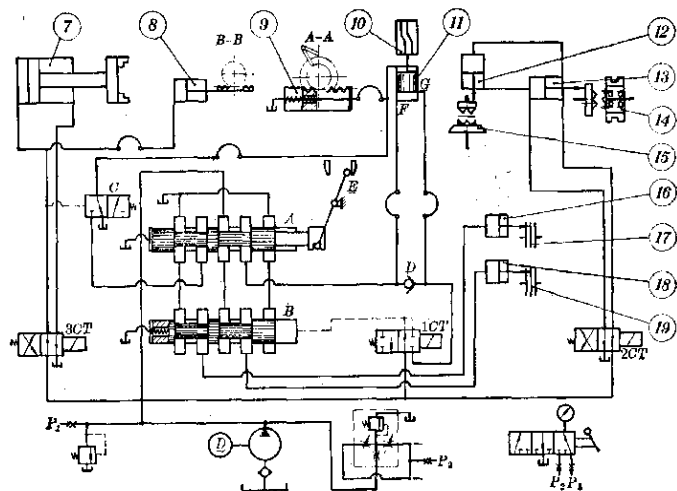 7
8
B-B
9
A-A
10
11
12
13
14
15
16
17
18
19
G
F
E
C
A
D
B
3CT
1CT
2CT
P₂
D
P₃
P₂ P₃